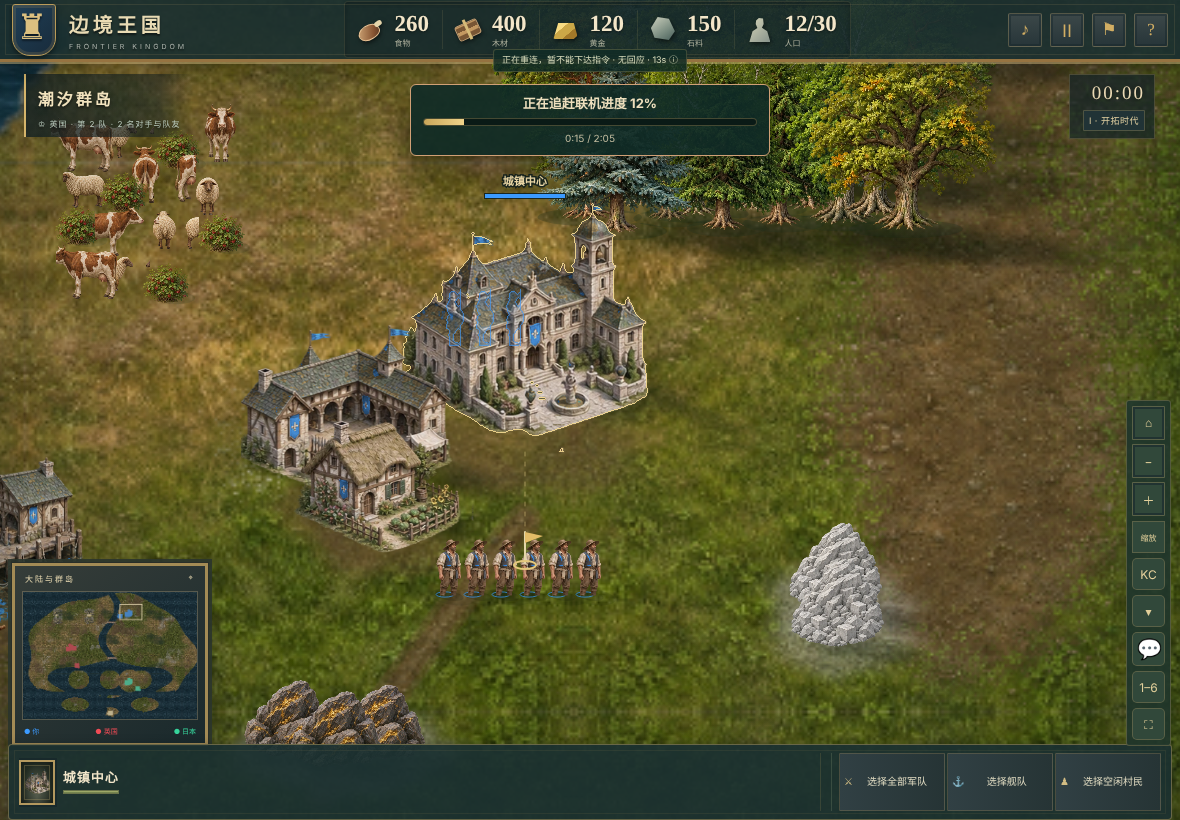 边境王国
FRONTIER KINGDOM
260
食物
400
木材
120
黄金
150
石料
12/30
人口
♪
?
正在重连，暂不能下达指令 · 无回应 · 13s ⓘ
潮汐群岛
♔ 英国 · 第 2 队 · 2 名对手与队友
正在追赶联机进度 12%
0:15 / 2:05
00:00
I · 开拓时代
城镇中心
缩放
KC
1–6
大陆与群岛
你
英国
日本
城镇中心
选择全部军队
选择舰队
选择空闲村民